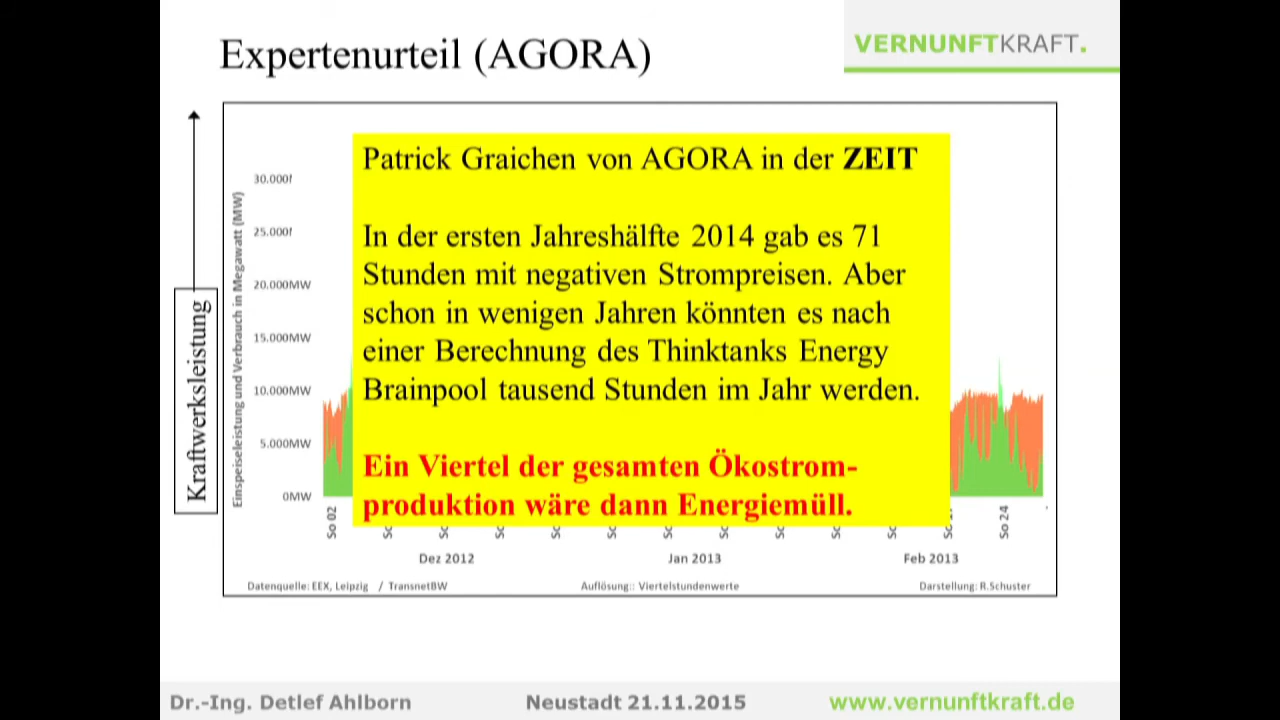 Expertenurteil (AGORA)
VERNUNFTKRAFT.
Patrick Graichen von AGORA in der ZEIT
In der ersten Jahreshälfte 2014 gab es 71
Stunden mit negativen Strompreisen. Aber
schon in wenigen Jahren könnten es nach
einer Berechnung des Thinktanks Energy
Brainpool tausend Stunden im Jahr werden.
Ein Viertel der gesamten Ökostrom-
produktion wäre dann Energiemüll.
Kraftwerksleistung
Einspeiseleistung und Verbrauch in Megawatt (MW)
30.000
25.000
20.000MW
15.000MW
10.000MW
5.000MW
0MW
So 02
So 24
Dez 2012
Jan 2013
Feb 2013
Datenquelle: EEX, Leipzig / TransnetBW
Auflösung:: Viertelstundenwerte
Darstellung: R.Schuster
Dr.-Ing. Detlef Ahlborn
Neustadt 21.11.2015
www.vernunftkraft.de